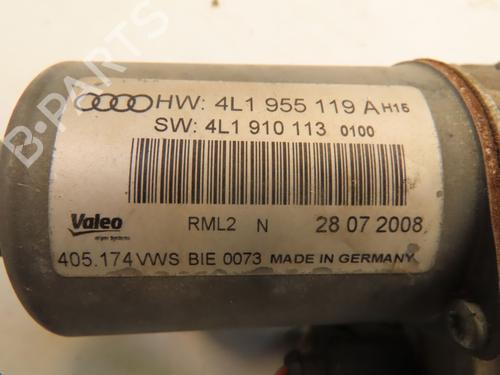 HW: 4L1 955 119 A H15
SW: 4L1 910 113 0100
Valeo
RML2 N 28 07 2008
405.174 VWS BIE 0073 MADE IN GERMANY
B-PARTS